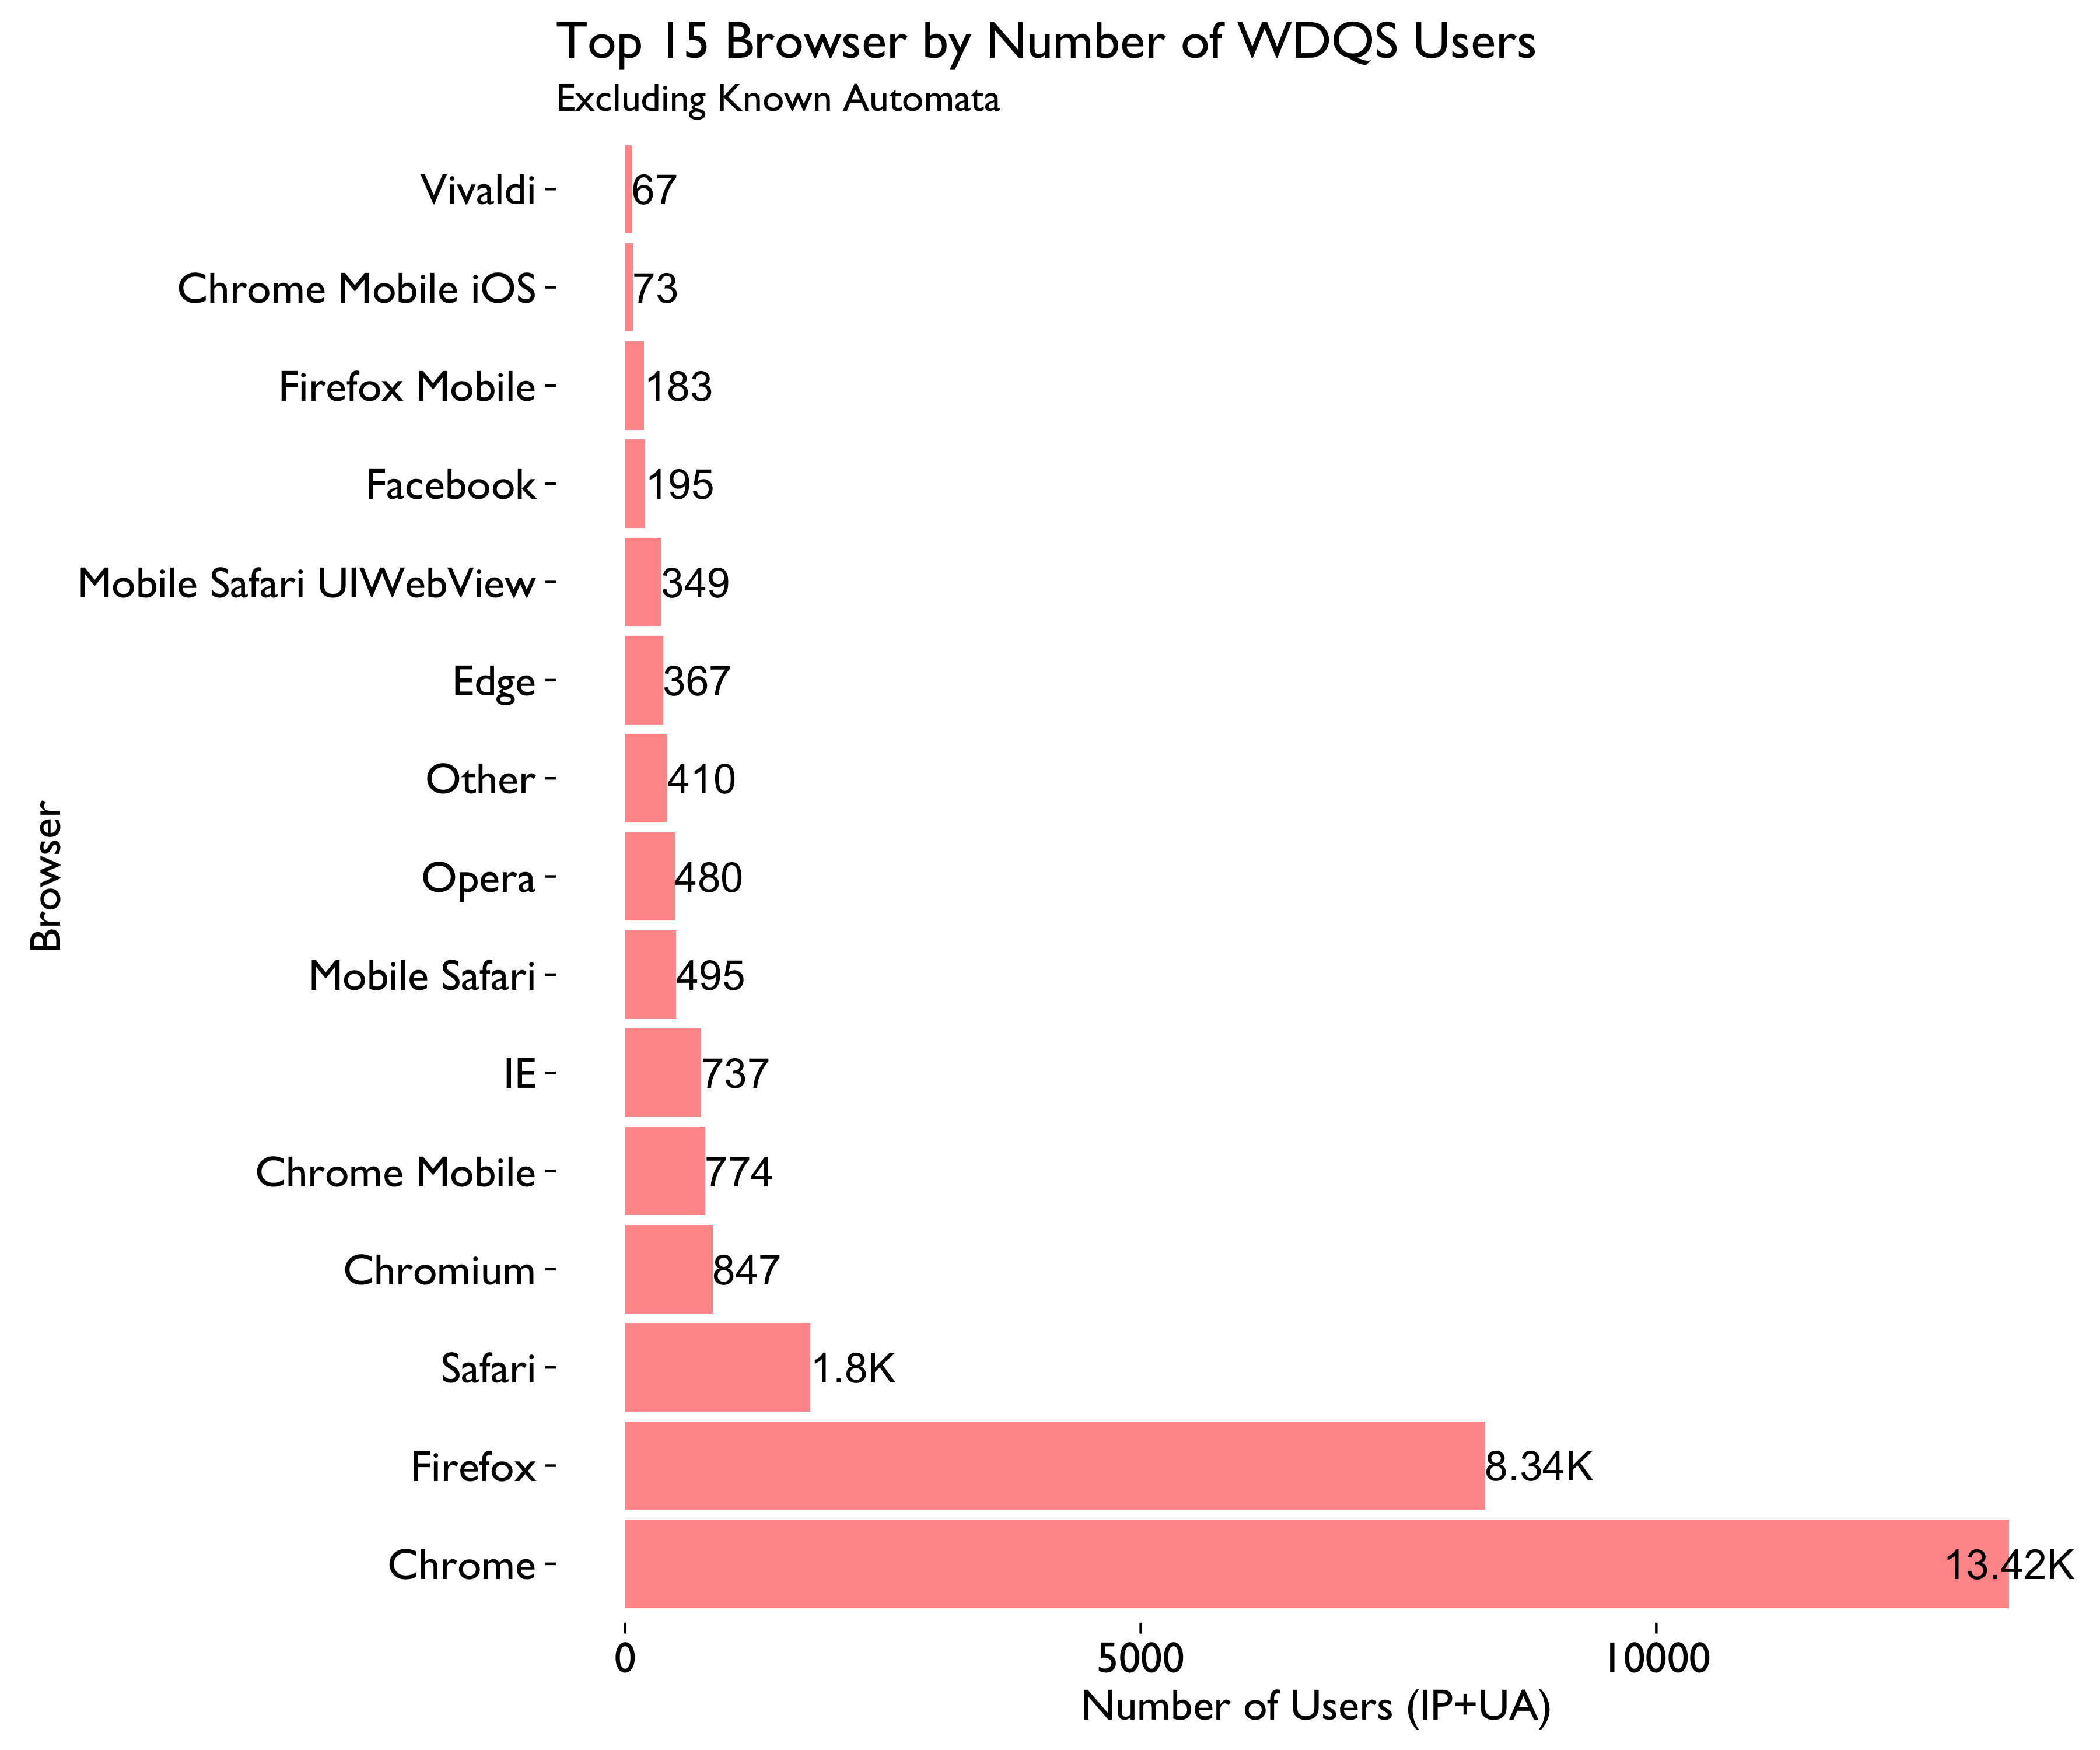 Top 15 Browser by Number of WDQS Users
Excluding Known Automata
Browser
Vivaldi 67
Chrome Mobile iOS 73
Firefox Mobile 183
Facebook 195
Mobile Safari UIWebView 349
Edge 367
Other 410
Opera 480
Mobile Safari 495
IE 737
Chrome Mobile 774
Chromium 847
Safari 1.8K
Firefox 8.34K
Chrome 13.42K
0 5000 10000
Number of Users (IP+UA)